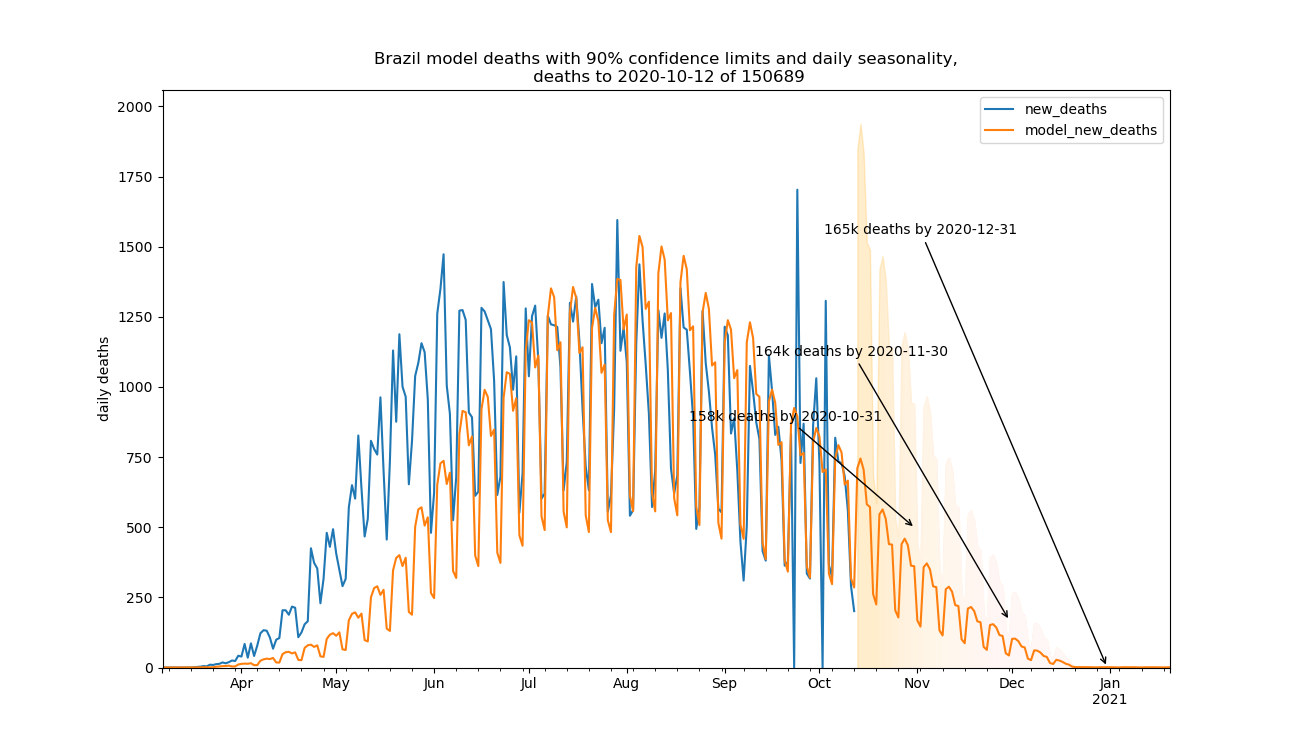 Brazil model deaths with 90% confidence limits and daily seasonality,
deaths to 2020-10-12 of 150689
new_deaths
model_new_deaths
daily deaths
2000
1750
1500
1250
1000
750
500
250
0
165k deaths by 2020-12-31
164k deaths by 2020-11-30
158k deaths by 2020-10-31
Apr May Jun Jul Aug Sep Oct Nov Dec Jan
2021